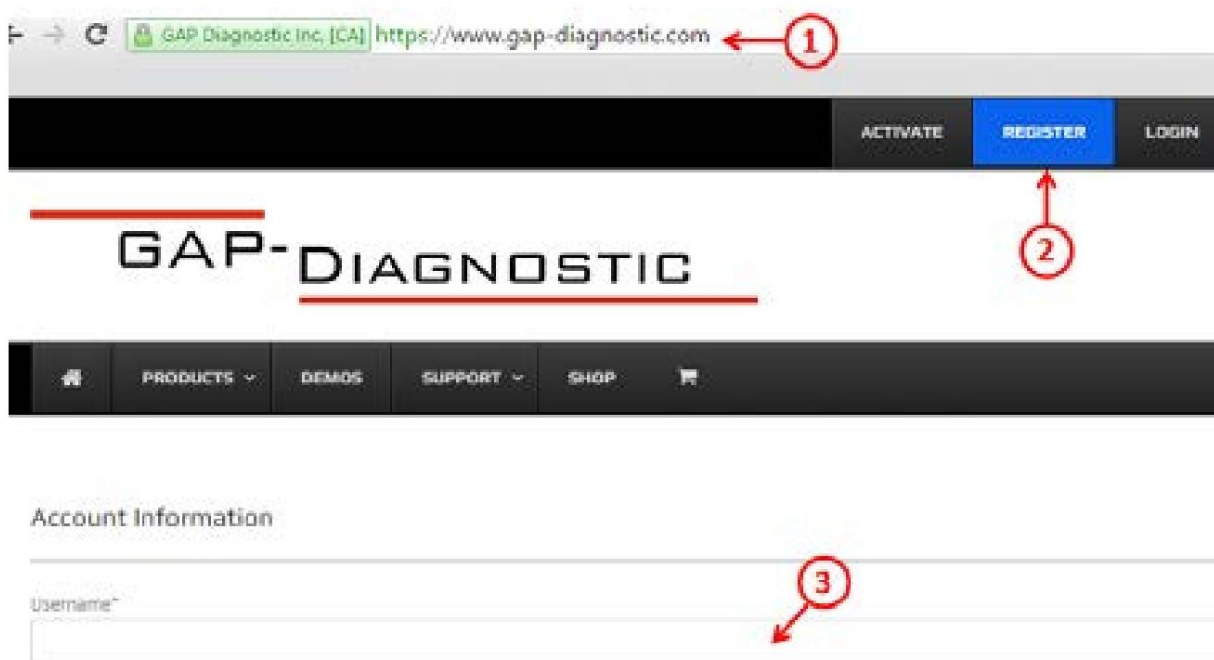 GAP Diagnostic Inc. [CA] https://www.gap-diagnostic.com 1
ACTIVATE REGISTER LOGIN
2
GAP-DIAGNOSTIC
PRODUCTS DEMOS SUPPORT SHOP
Account Information
3
Username*